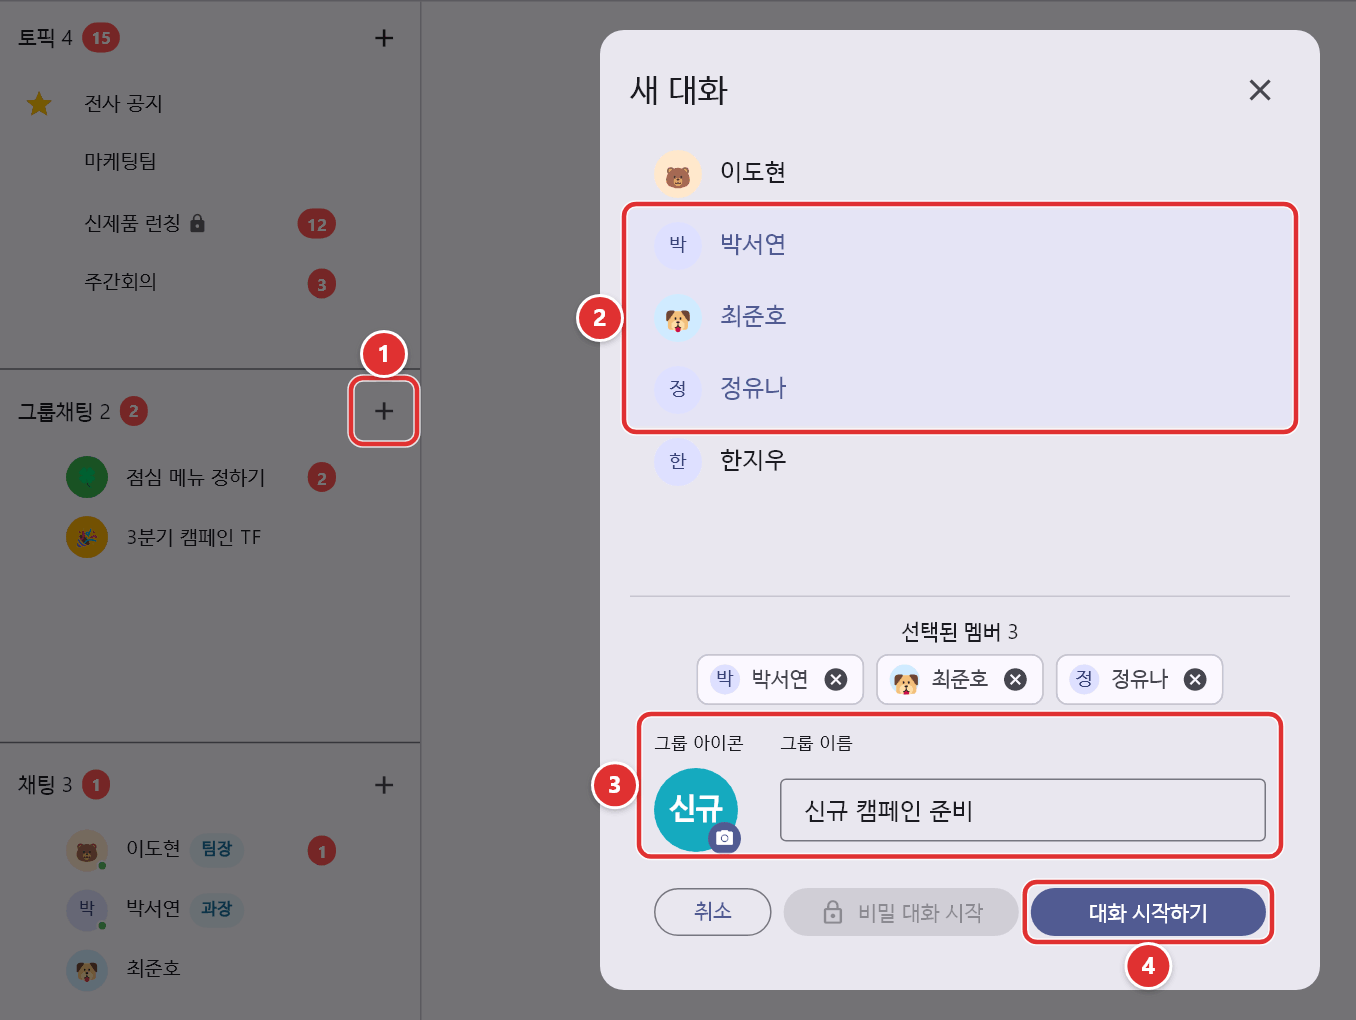 토픽 4 15
전사 공지
마케팅팀
신제품 런칭 12
주간회의 3
1
그룹채팅 2 2
점심 메뉴 정하기 2
3분기 캠페인 TF
채팅 3 1
이도현 팀장 1
박 박서연 과장
최준호
새 대화
이도현
박 박서연
2
최준호
정 정유나
한 한지우
선택된 멤버 3
박 박서연 최준호 정 정유나
그룹 아이콘 그룹 이름
3
신규 신규 캠페인 준비
취소 비밀 대화 시작 대화 시작하기
4